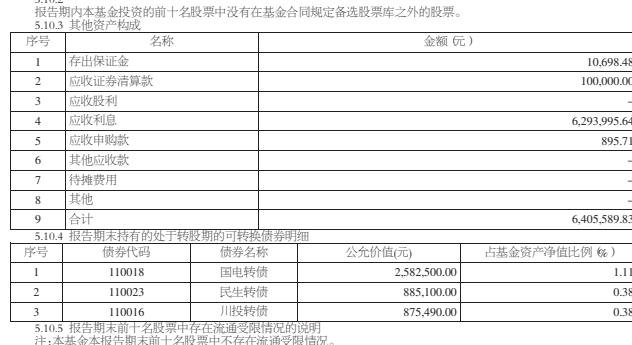 5.10.2
报告期内本基金投资的前十名股票中没有在基金合同规定备选股票库之外的股票。
5.10.3 其他资产构成
序号 名称 金额(元)
1 存出保证金 10,698.48
2 应收证券清算款 100,000.00
3 应收股利 –
4 应收利息 6,293,995.64
5 应收申购款 895.71
6 其他应收款 –
7 待摊费用 –
8 其他 –
9 合计 6,405,589.83
5.10.4 报告期末持有的处于转股期的可转换债券明细
序号 债券代码 债券名称 公允价值(元) 占基金资产净值比例(%)
1 110018 国电转债 2,582,500.00 1.11
2 110023 民生转债 885,100.00 0.38
3 110016 川投转债 875,490.00 0.38
5.10.5 报告期末前十名股票中存在流通受限情况的说明
注:本基金本报告期末前十名股票中不存在流通受限情况。